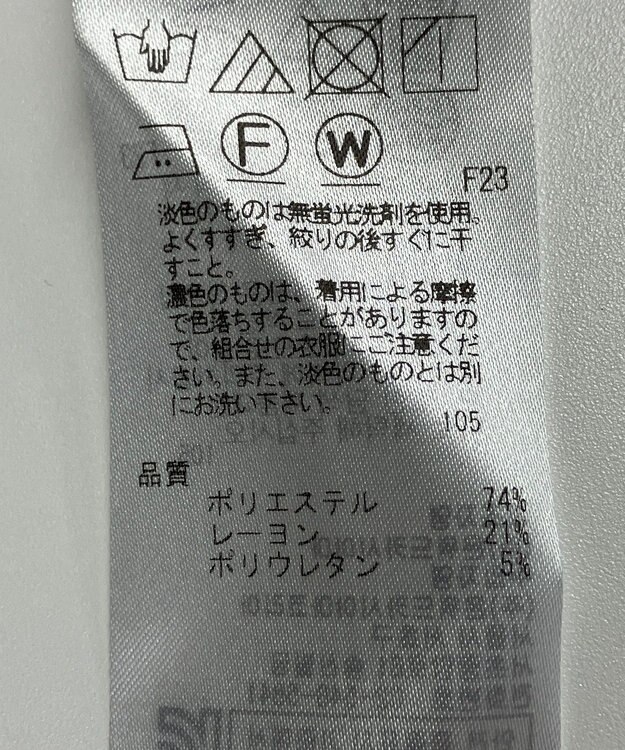 F W
F23
淡色のものは無蛍光洗剤を使用。
よくすすぎ、絞りの後すぐに干
すこと。
濃色のものは、着用による摩擦
で色落ちすることがありますの
で、組合せの衣服にご注意くだ
さい。また、淡色のものとは別
にお洗い下さい。
105
品質
ポリエステル 74%
レーヨン 21%
ポリウレタン 5%